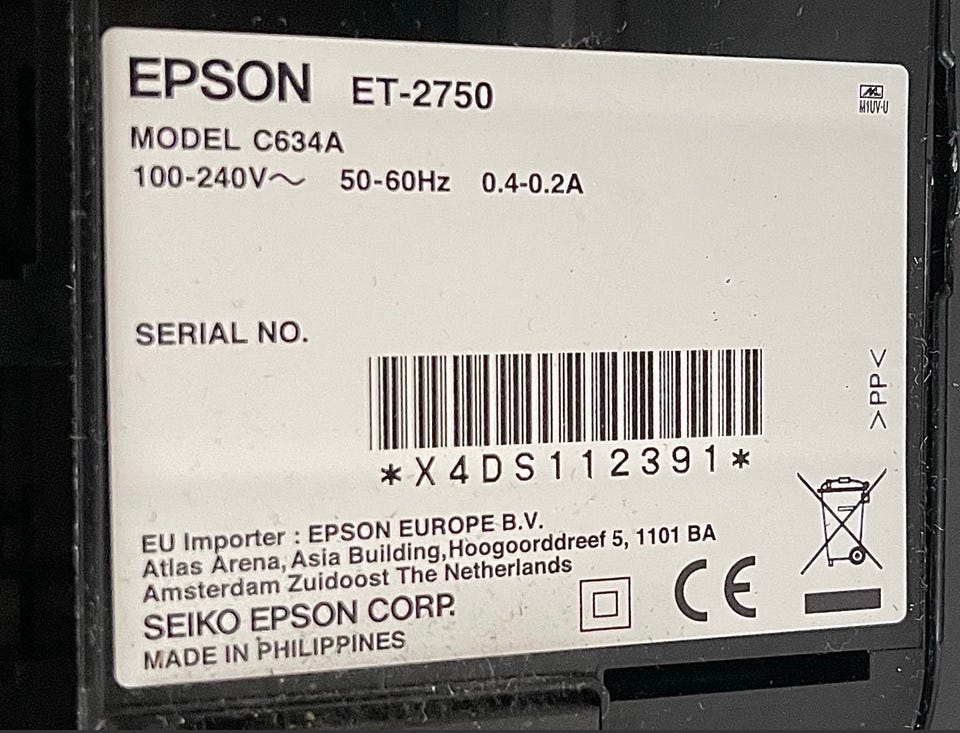 EPSON ET-2750
M1UV-U
MODEL C634A
100-240V～ 50-60Hz 0.4-0.2A
SERIAL NO.
>PP<
*X4DS112391*
EU Importer : EPSON EUROPE B.V.
Atlas Arena, Asia Building,Hoogoorddreef 5, 1101 BA
Amsterdam Zuidoost The Netherlands
CE
SEIKO EPSON CORP.
MADE IN PHILIPPINES